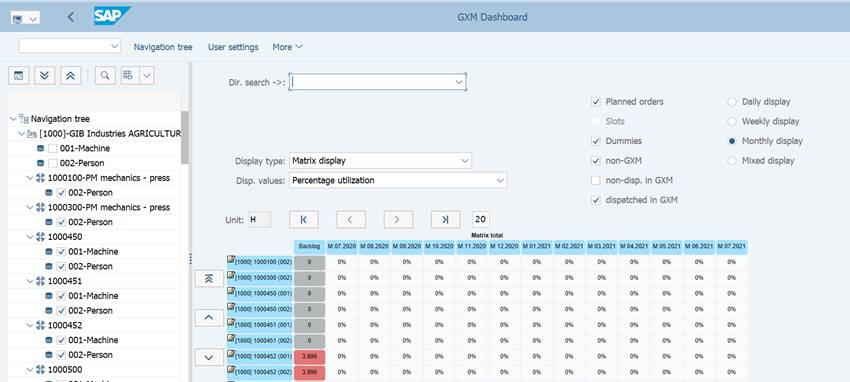 SAP
GXM Dashboard
Navigation tree User settings More
Dir. search ->:
Navigation tree
[1000]-GIB Industries AGRICULTUR
001-Machine
002-Person
1000100-PM mechanics - press
002-Person
1000300-PM mechanics - press
002-Person
1000450
001-Machine
002-Person
1000451
001-Machine
002-Person
1000452
001-Machine
002-Person
1000500
Planned orders Daily display
Slots Weekly display
Dummies Monthly display
non-GXM Mixed display
non-disp. in GXM
dispatched in GXM
Display type: Matrix display
Disp. values: Percentage utilization
Unit: H 20
Matrix total
Backlog M 07.2020 M 08.2020 M 09.2020 M 10.2020 M 11.2020 M 12.2020 M 01.2021 M 02.2021 M 03.2021 M 04.2021 M 05.2021 M 06.2021 M 07.2021
[1000] 1000100 (002) 0 0% 0% 0% 0% 0% 0% 0% 0% 0% 0% 0% 0% 0%
[1000] 1000300 (002) 0 0% 0% 0% 0% 0% 0% 0% 0% 0% 0% 0% 0% 0%
[1000] 1000450 (001) 0 0% 0% 0% 0% 0% 0% 0% 0% 0% 0% 0% 0% 0%
[1000] 1000450 (002) 0 0% 0% 0% 0% 0% 0% 0% 0% 0% 0% 0% 0% 0%
[1000] 1000451 (001) 0 0% 0% 0% 0% 0% 0% 0% 0% 0% 0% 0% 0% 0%
[1000] 1000451 (002) 0 0% 0% 0% 0% 0% 0% 0% 0% 0% 0% 0% 0% 0%
[1000] 1000452 (001) 3.996 0% 0% 0% 0% 0% 0% 0% 0% 0% 0% 0% 0% 0%
[1000] 1000452 (002) 3.996 0% 0% 0% 0% 0% 0% 0% 0% 0% 0% 0% 0% 0%